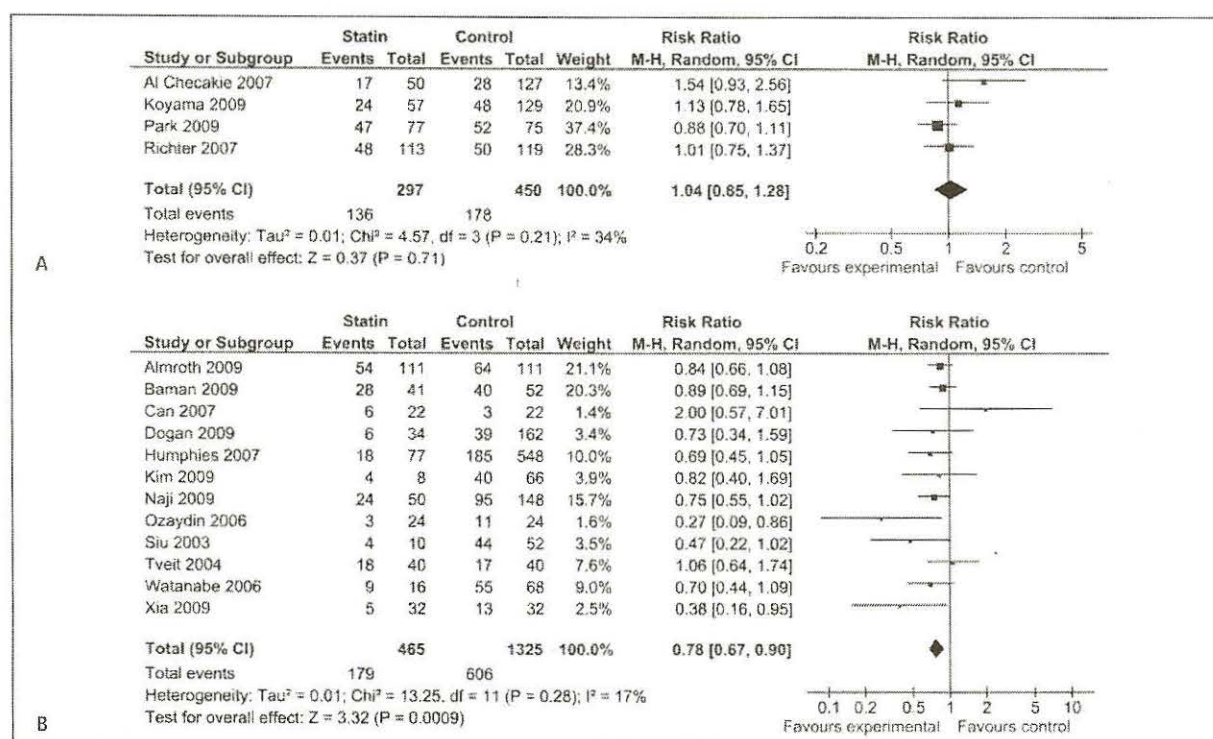 Statin Control Risk Ratio Risk Ratio
Study or Subgroup Events Total Events Total Weight M-H, Random, 95% CI M-H, Random, 95% CI
Al Checakie 2007 17 50 28 127 13.4% 1.54 [0.93, 2.56]
Koyama 2009 24 57 48 129 20.9% 1.13 [0.78, 1.65]
Park 2009 47 77 52 75 37.4% 0.88 [0.70, 1.11]
Richter 2007 48 113 50 119 28.3% 1.01 [0.75, 1.37]
Total (95% CI) 297 450 100.0% 1.04 [0.85, 1.28]
Total events 136 178
Heterogeneity: Tau² = 0.01; Chi² = 4.57, df = 3 (P = 0.21); I² = 34%
Test for overall effect: Z = 0.37 (P = 0.71)
0.2 0.5 1 2 5
Favours experimental Favours control
A
Statin Control Risk Ratio Risk Ratio
Study or Subgroup Events Total Events Total Weight M-H, Random, 95% CI M-H, Random, 95% CI
Almroth 2009 54 111 64 111 21.1% 0.84 [0.66, 1.08]
Baman 2009 28 41 40 52 20.3% 0.89 [0.69, 1.15]
Can 2007 6 22 3 22 1.4% 2.00 [0.57, 7.01]
Dogan 2009 6 34 39 162 3.4% 0.73 [0.34, 1.59]
Humphies 2007 18 77 185 548 10.0% 0.69 [0.45, 1.05]
Kim 2009 4 8 40 66 3.9% 0.82 [0.40, 1.69]
Naji 2009 24 50 95 148 15.7% 0.75 [0.55, 1.02]
Ozaydin 2006 3 24 11 24 1.6% 0.27 [0.09, 0.86]
Siu 2003 4 10 44 52 3.5% 0.47 [0.22, 1.02]
Tveit 2004 18 40 17 40 7.6% 1.06 [0.64, 1.74]
Watanabe 2006 9 16 55 68 9.0% 0.70 [0.44, 1.09]
Xia 2009 5 32 13 32 2.5% 0.38 [0.16, 0.95]
Total (95% CI) 465 1325 100.0% 0.78 [0.67, 0.90]
Total events 179 606
Heterogeneity: Tau² = 0.01; Chi² = 13.25, df = 11 (P = 0.28); I² = 17%
Test for overall effect: Z = 3.32 (P = 0.0009)
0.1 0.2 0.5 1 2 5 10
Favours experimental Favours control
B